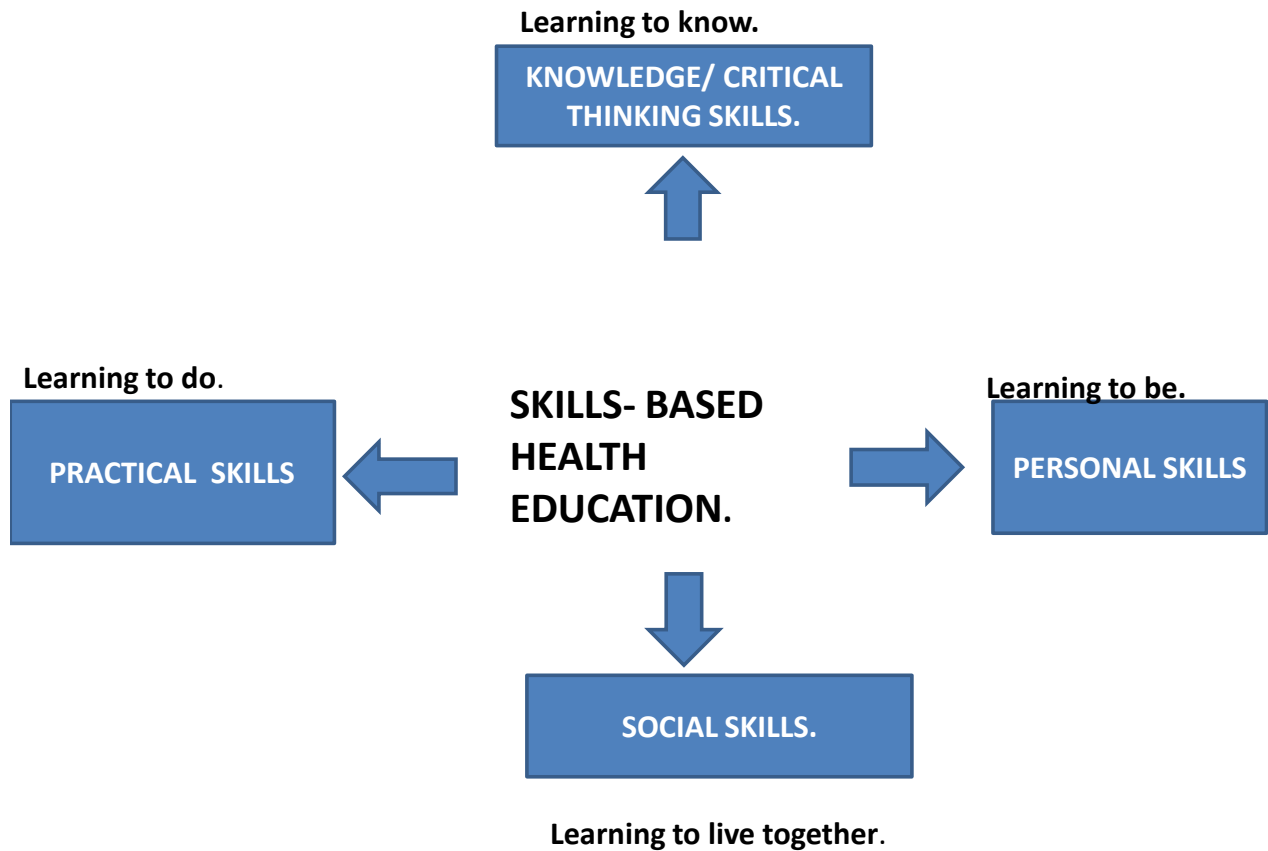 Learning to know.
KNOWLEDGE/ CRITICAL
THINKING SKILLS.
Learning to do.
PRACTICAL  SKILLS
SKILLS- BASED
HEALTH
EDUCATION.
Learning to be.
PERSONAL SKILLS
SOCIAL SKILLS.
Learning to live together.